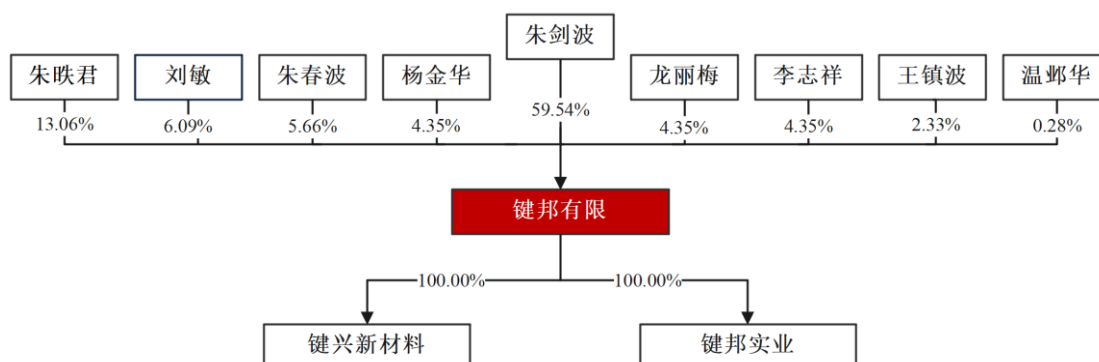 朱剑波
朱昳君
刘敏
朱春波
杨金华
龙丽梅
李志祥
王镇波
温邺华
13.06%
6.09%
5.66%
4.35%
59.54%
4.35%
4.35%
2.33%
0.28%
键邦有限
100.00%
100.00%
键兴新材料
键邦实业